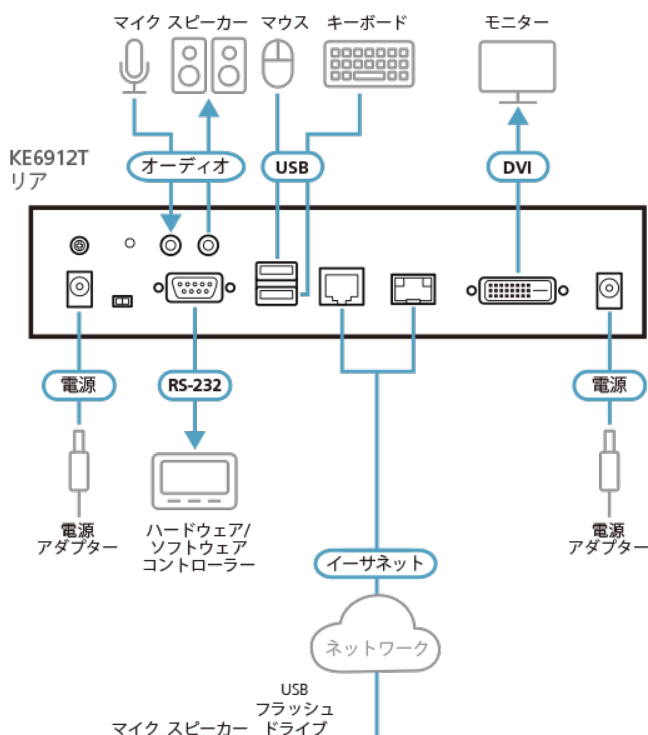 マイク スピーカー マウス キーボード モニター
KE6912T
リア
オーディオ USB DVI
電源 RS-232 電源
電源
アダプター
ハードウェア/
ソフトウェア
コントローラー
電源
アダプター
イーサネット
ネットワーク
USB
フラッシュ
マイク スピーカー ドライブ